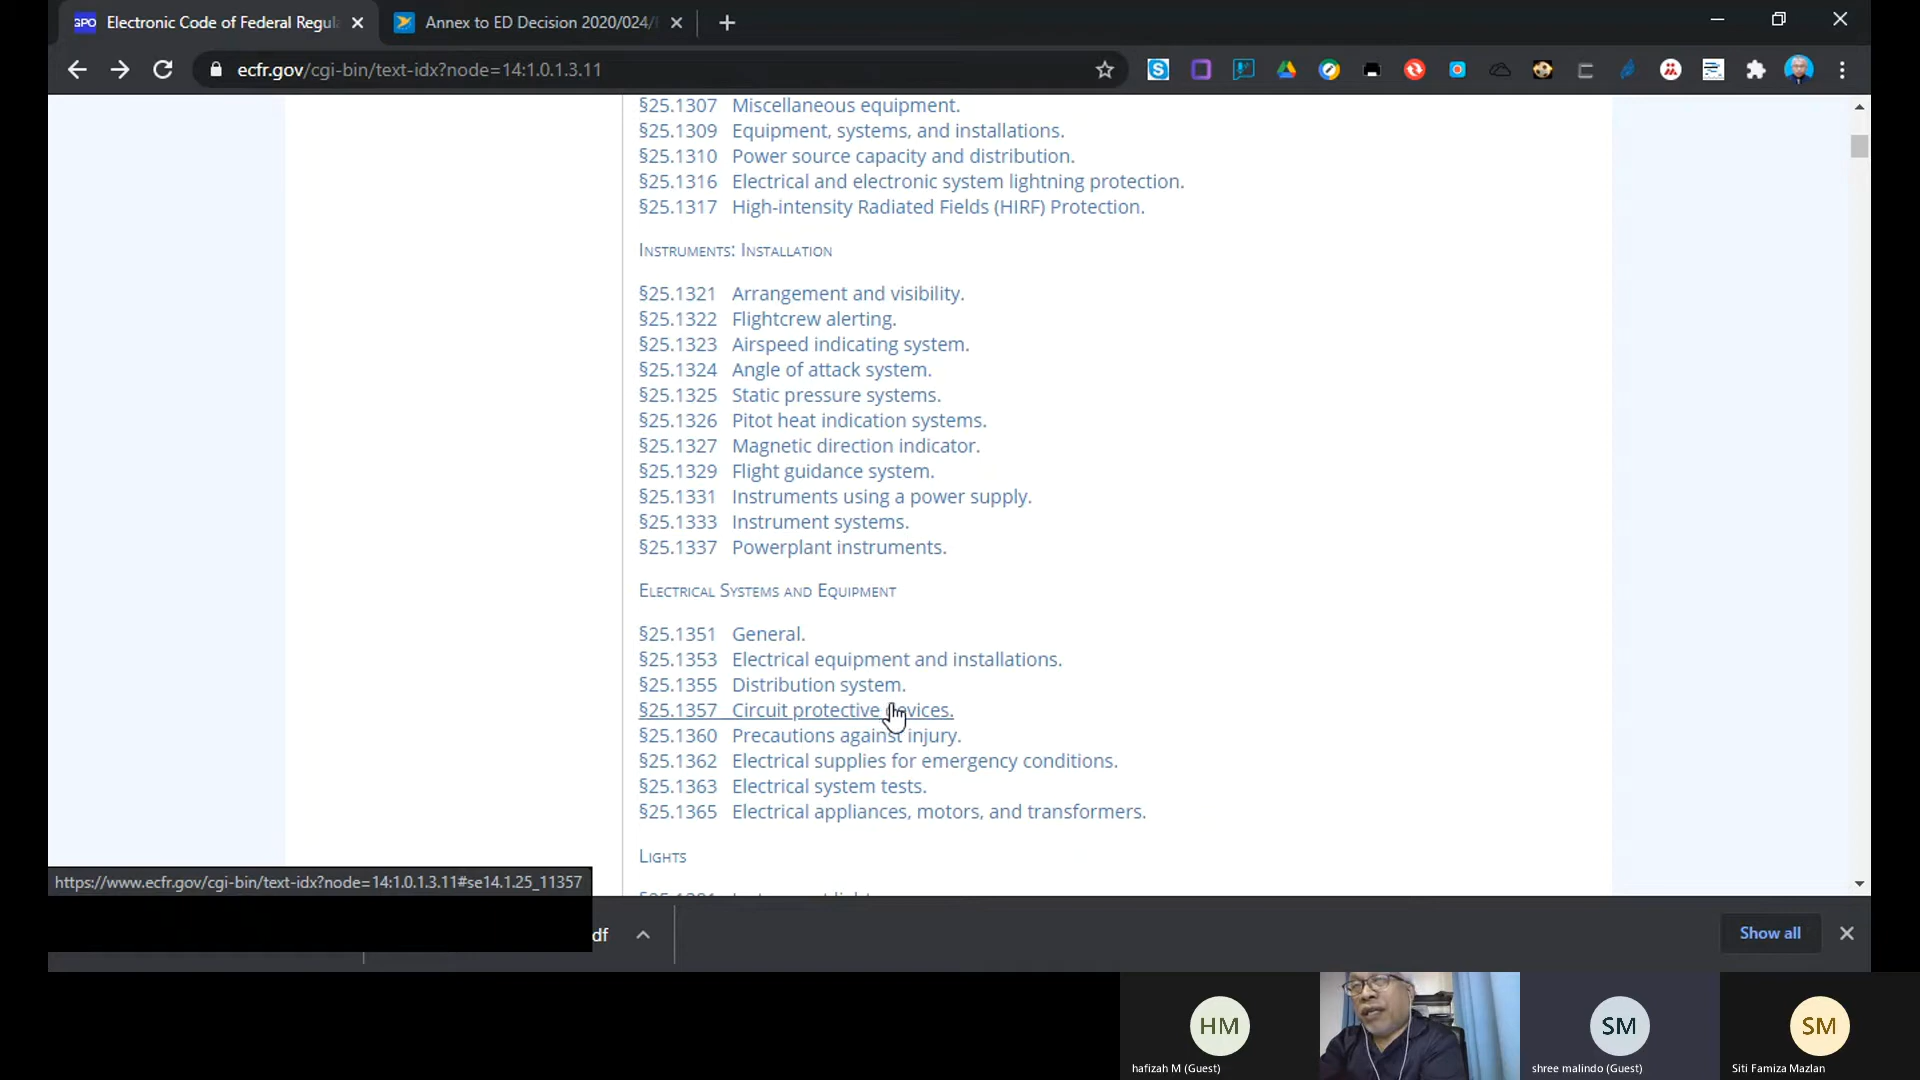 Electronic Code of Federal Regula
Annex to ED Decision 2020/024/
ecfr.gov/cgi-bin/text-idx?node=14:1.0.1.3.11
§25.1307 Miscellaneous equipment.
§25.1309 Equipment, systems, and installations.
§25.1310 Power source capacity and distribution.
§25.1316 Electrical and electronic system lightning protection.
§25.1317 High-intensity Radiated Fields (HIRF) Protection.
Instruments: Installation
§25.1321 Arrangement and visibility.
§25.1322 Flightcrew alerting.
§25.1323 Airspeed indicating system.
§25.1324 Angle of attack system.
§25.1325 Static pressure systems.
§25.1326 Pitot heat indication systems.
§25.1327 Magnetic direction indicator.
§25.1329 Flight guidance system.
§25.1331 Instruments using a power supply.
§25.1333 Instrument systems.
§25.1337 Powerplant instruments.
Electrical Systems and Equipment
§25.1351 General.
§25.1353 Electrical equipment and installations.
§25.1355 Distribution system.
§25.1357 Circuit protective devices.
§25.1360 Precautions against injury.
§25.1362 Electrical supplies for emergency conditions.
§25.1363 Electrical system tests.
§25.1365 Electrical appliances, motors, and transformers.
Lights
https://www.ecfr.gov/cgi-bin/text-idx?node=14:1.0.1.3.11#se14.1.25_11357
df
Show all
HM
SM
SM
hafizah M (Guest)
shree malindo (Guest)
Siti Famiza Mazlan